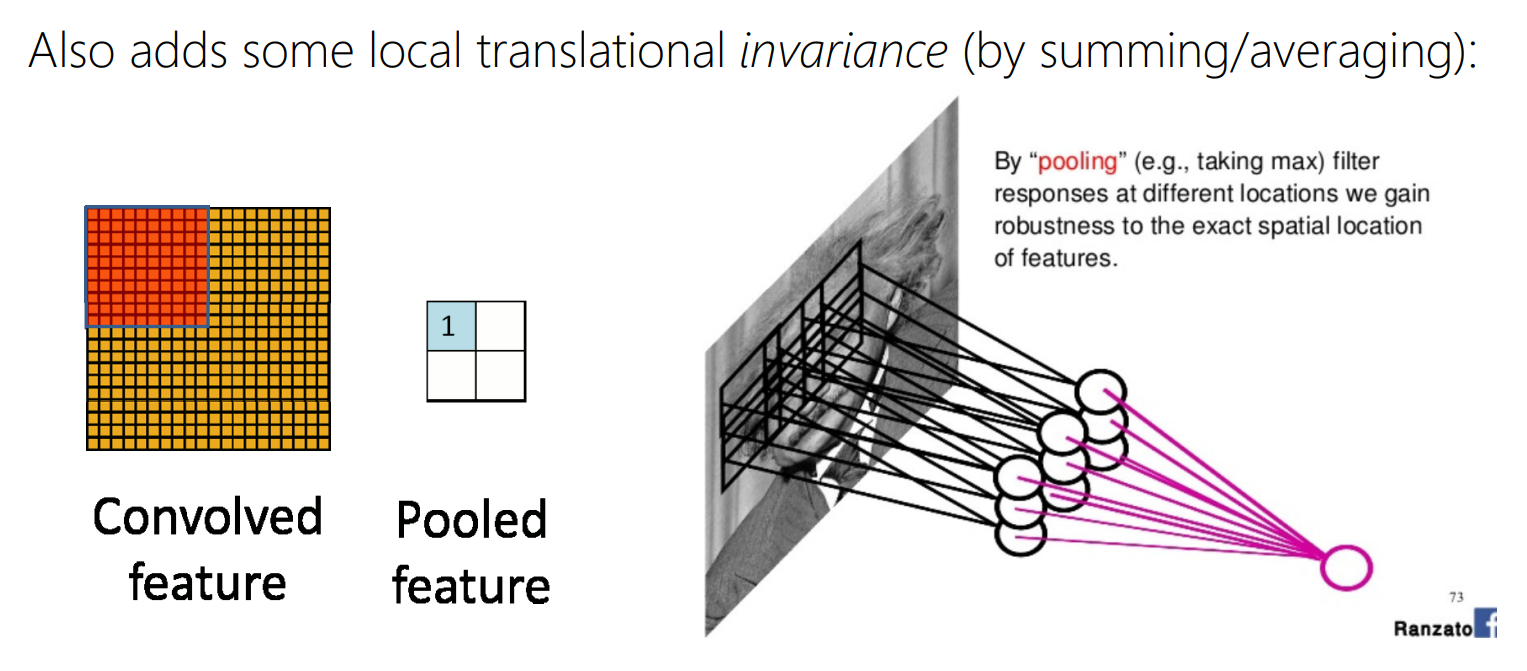 Also adds some local translational invariance (by summing/averaging):
By “pooling” (e.g., taking max) filter
responses at different locations we gain
robustness to the exact spatial location
of features.
1
Convolved
feature
Pooled
feature
73
Ranzato f